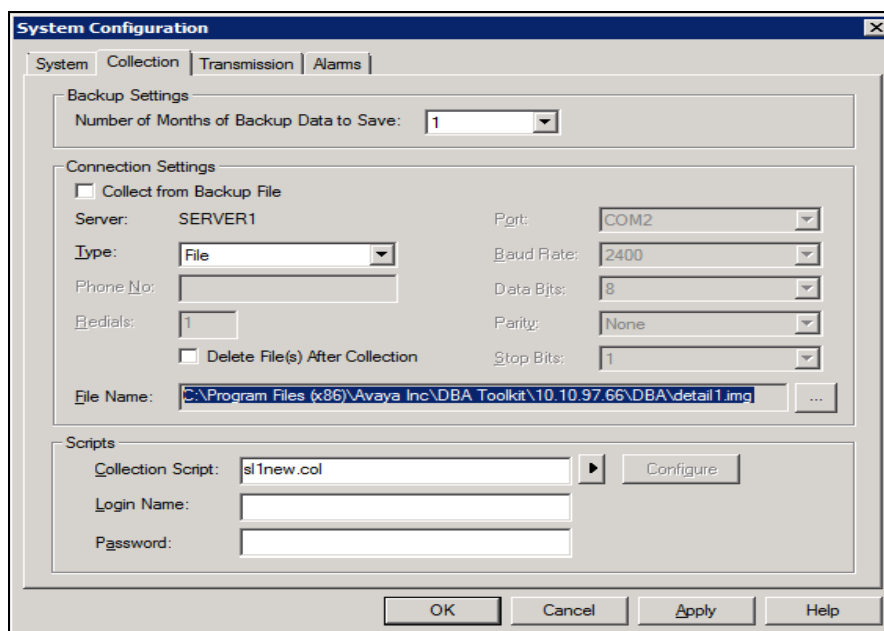 System Configuration
System Collection Transmission Alarms
Backup Settings
Number of Months of Backup Data to Save: 1
Connection Settings
Collect from Backup File
Server: SERVER1 Port: COM2
Type: File Baud Rate: 2400
Phone No: Data Bits: 8
Redials: 1 Parity: None
Delete File(s) After Collection Stop Bits: 1
File Name: C:\Program Files (x86)\Avaya Inc\DBA Toolkit\10.10.97.66\DBA\detail1.img ...
Scripts
Collection Script: sl1new.col Configure
Login Name:
Password:
OK Cancel Apply Help